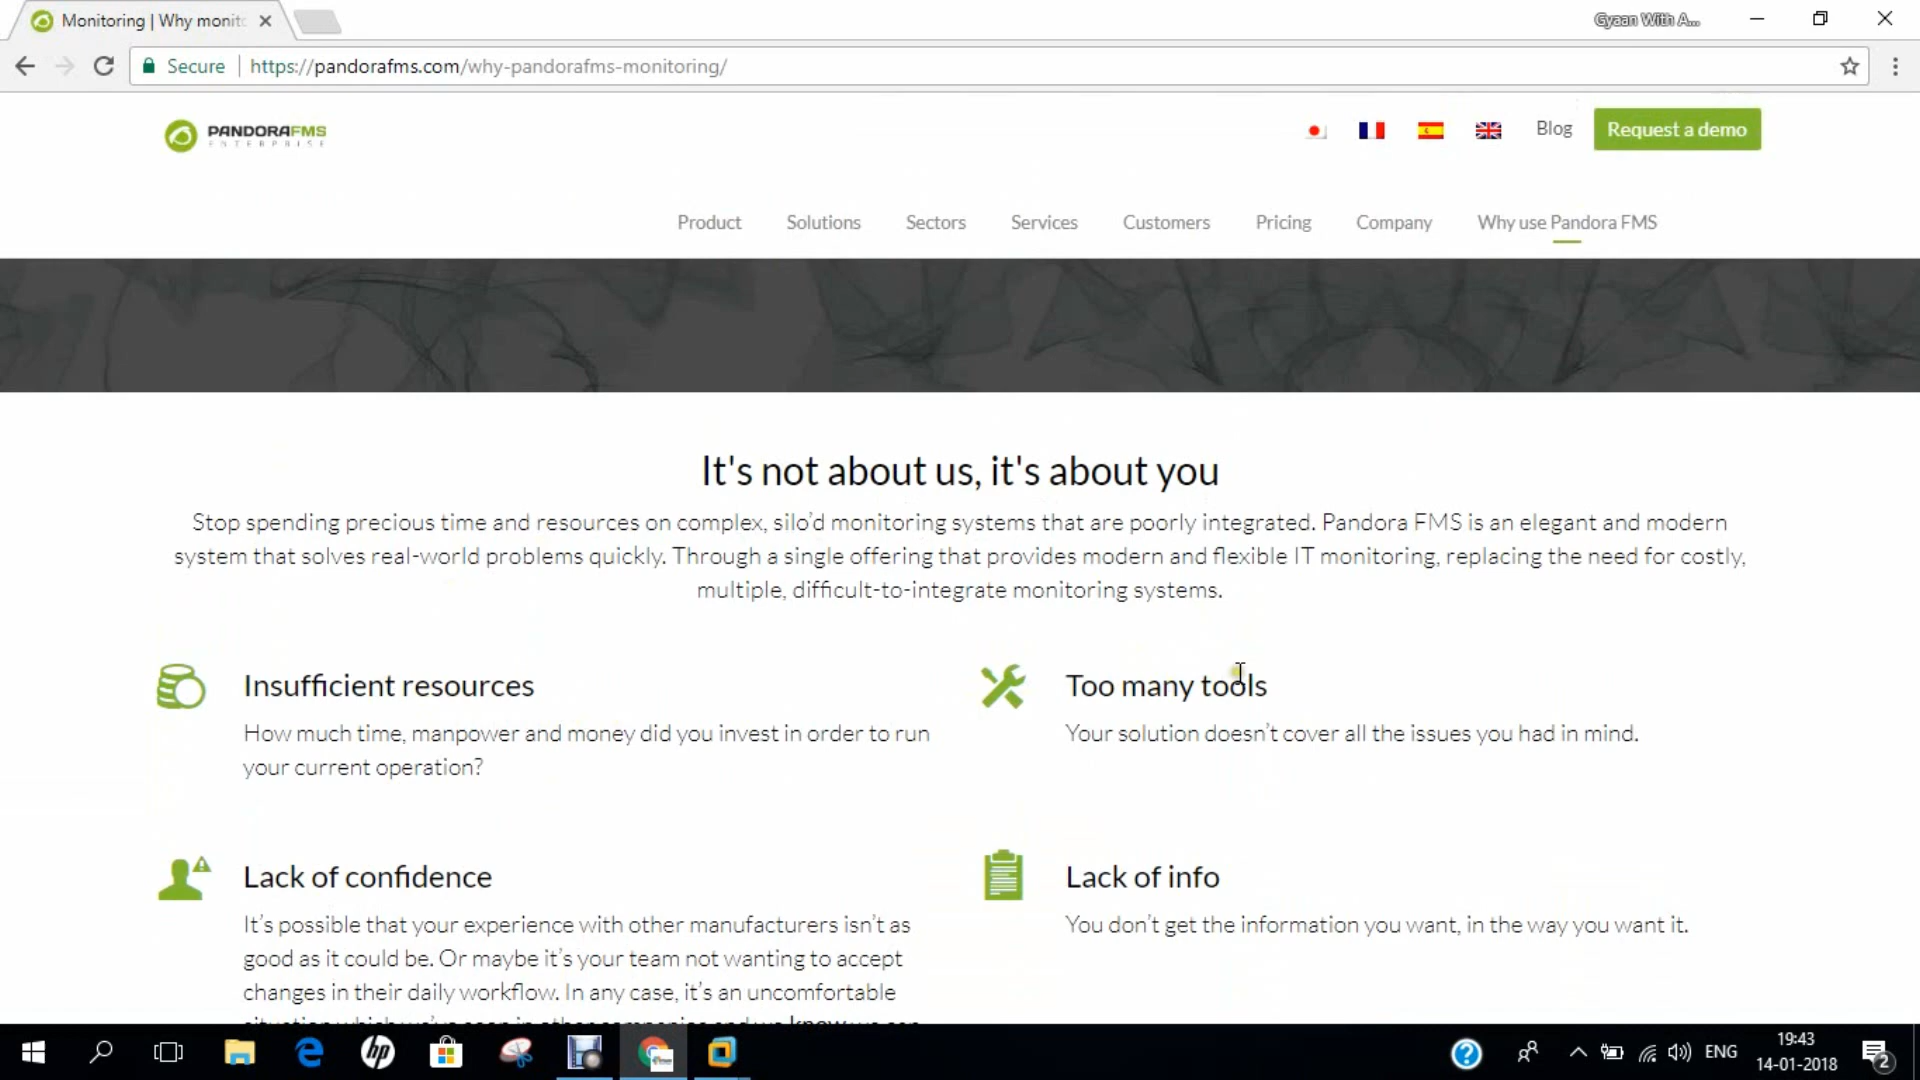 Monitoring | Why monit
Gyaan With A...
Secure | https://pandorafms.com/why-pandorafms-monitoring/
PANDORAFMS
ENTERPRISE
Blog
Request a demo
Product Solutions Sectors Services Customers Pricing Company Why use Pandora FMS
It's not about us, it's about you
Stop spending precious time and resources on complex, silo’d monitoring systems that are poorly integrated. Pandora FMS is an elegant and modern
system that solves real-world problems quickly. Through a single offering that provides modern and flexible IT monitoring, replacing the need for costly,
multiple, difficult-to-integrate monitoring systems.
Insufficient resources
How much time, manpower and money did you invest in order to run
your current operation?
Too many tools
Your solution doesn’t cover all the issues you had in mind.
Lack of confidence
It’s possible that your experience with other manufacturers isn’t as
good as it could be. Or maybe it’s your team not wanting to accept
changes in their daily workflow. In any case, it’s an uncomfortable
Lack of info
You don’t get the information you want, in the way you want it.
hp
ENG
19:43
14-01-2018
2